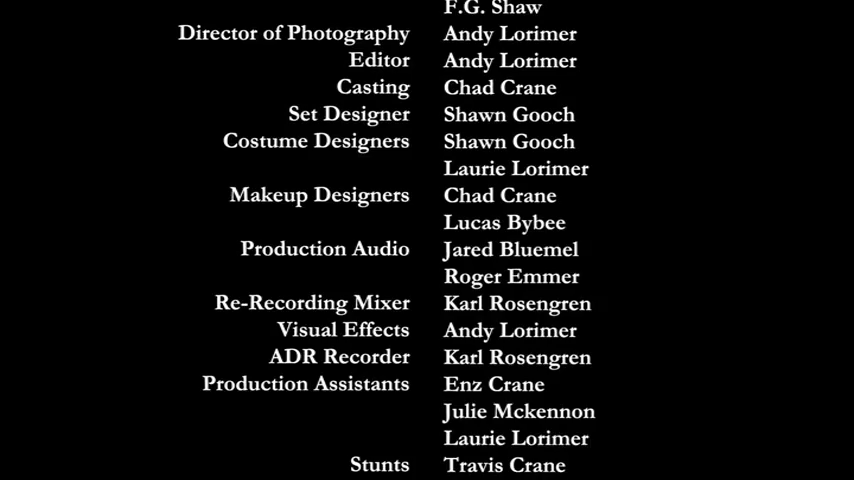 F.G. Shaw
Director of Photography Andy Lorimer
Editor Andy Lorimer
Casting Chad Crane
Set Designer Shawn Gooch
Costume Designers Shawn Gooch
Laurie Lorimer
Makeup Designers Chad Crane
Lucas Bybee
Production Audio Jared Bluemel
Roger Emmer
Re-Recording Mixer Karl Rosengren
Visual Effects Andy Lorimer
ADR Recorder Karl Rosengren
Production Assistants Enz Crane
Julie Mckennon
Laurie Lorimer
Stunts Travis Crane